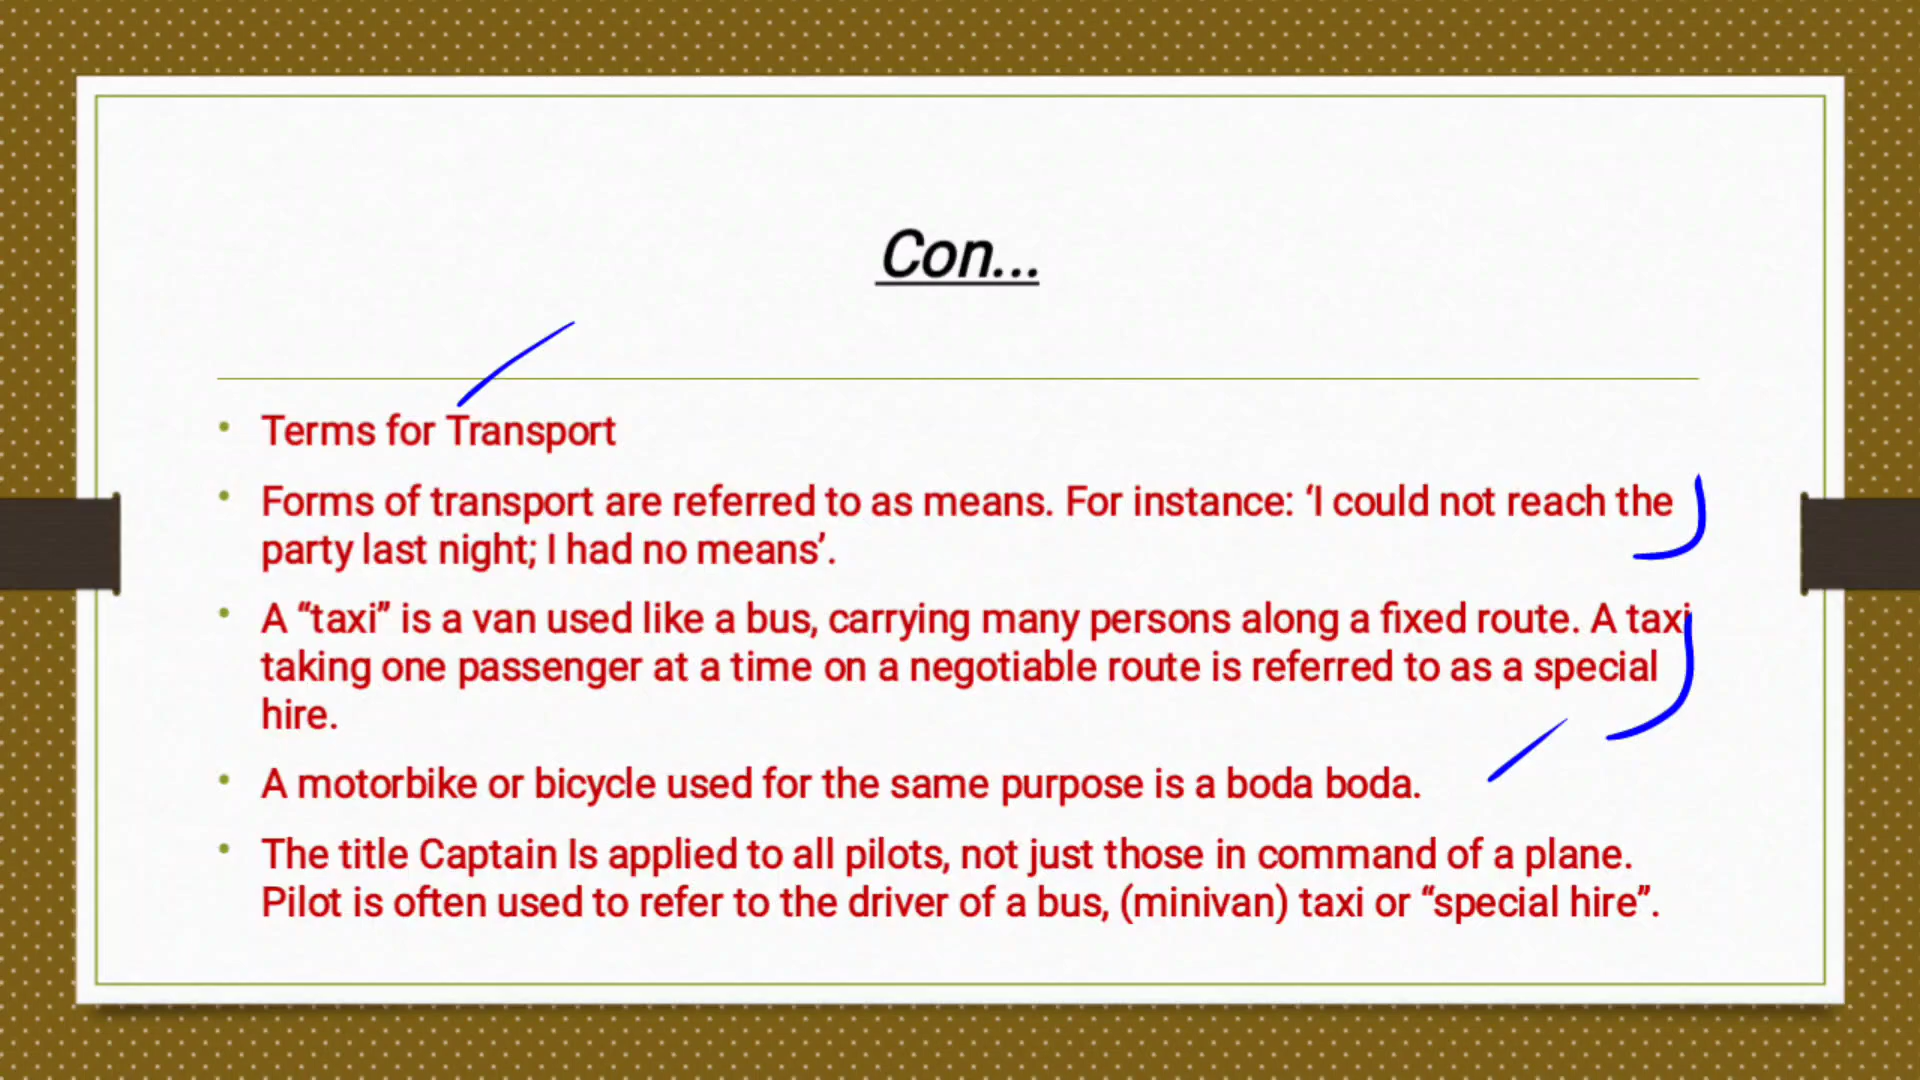 Con...
• Terms for Transport
• Forms of transport are referred to as means. For instance: ‘I could not reach the
party last night; I had no means’.
• A “taxi” is a van used like a bus, carrying many persons along a fixed route. A taxi
taking one passenger at a time on a negotiable route is referred to as a special
hire.
• A motorbike or bicycle used for the same purpose is a boda boda.
• The title Captain Is applied to all pilots, not just those in command of a plane.
Pilot is often used to refer to the driver of a bus, (minivan) taxi or “special hire”.